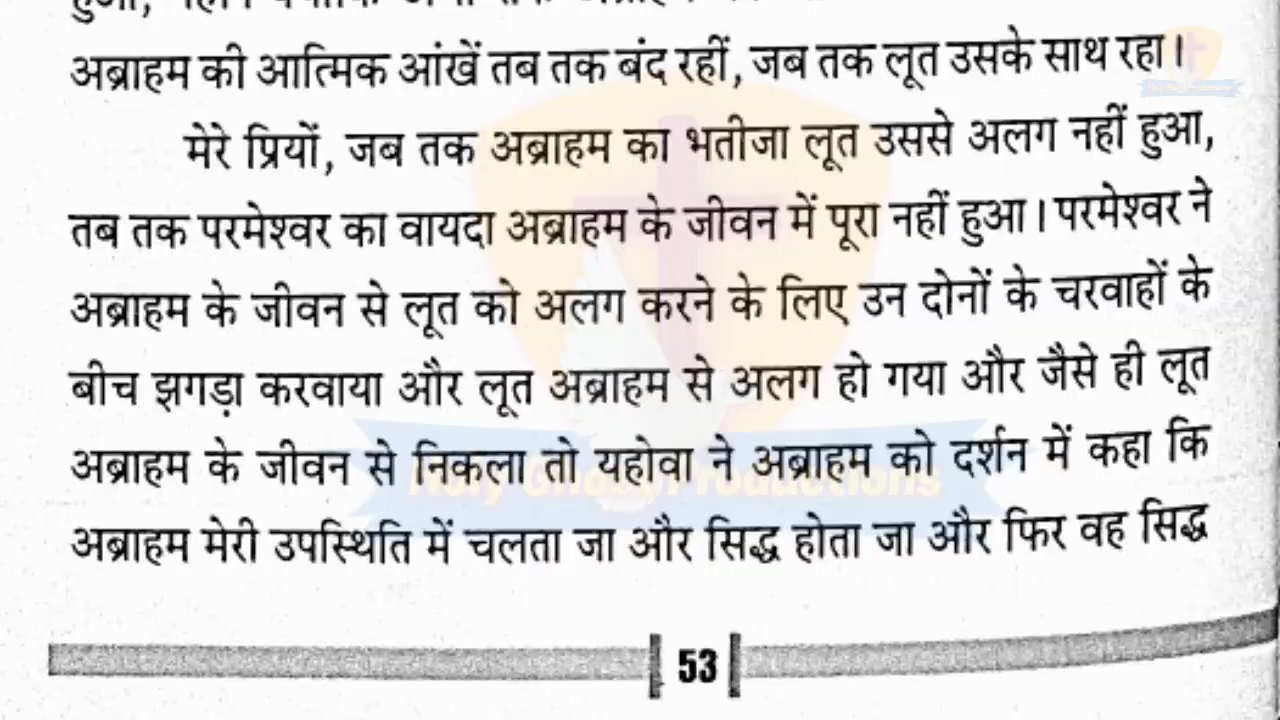 अब्राहम की आत्मिक आंखें तब तक बंद रहीं, जब तक लूत उसके साथ रहा।
मेरे प्रियों, जब तक अब्राहम का भतीजा लूत उससे अलग नहीं हुआ,
तब तक परमेश्वर का वायदा अब्राहम के जीवन में पूरा नहीं हुआ। परमेश्वर ने
अब्राहम के जीवन से लूत को अलग करने के लिए उन दोनों के चरवाहों के
बीच झगड़ा करवाया और लूत अब्राहम से अलग हो गया और जैसे ही लूत
अब्राहम के जीवन से निकला तो यहोवा ने अब्राहम को दर्शन में कहा कि
Holy Ghost Productions
अब्राहम मेरी उपस्थिति में चलता जा और सिद्ध होता जा और फिर वह सिद्ध
53